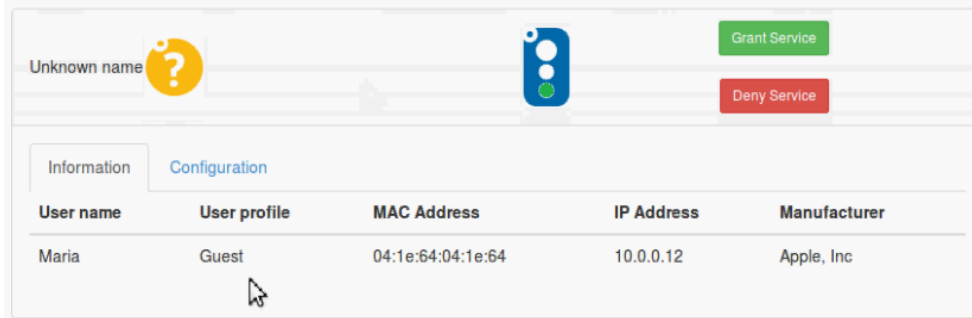 Grant Service
Unknown name ?
Deny Service
Information Configuration
User name User profile MAC Address IP Address Manufacturer
Maria Guest 04:1e:64:04:1e:64 10.0.0.12 Apple, Inc